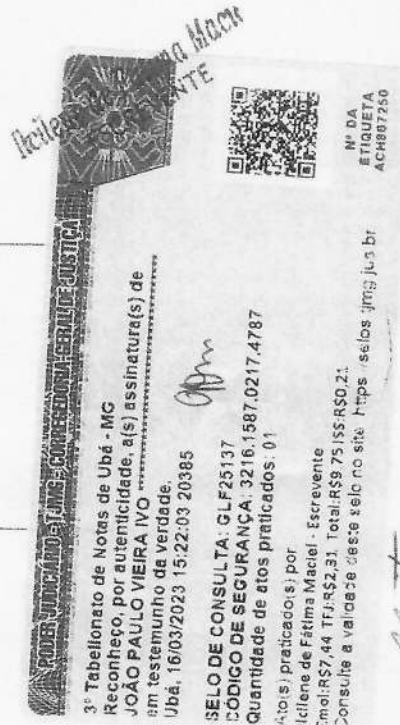 PODER JUDICIÁRIO - TJMG - CORREGEDORIA-GERAL DE JUSTIÇA
3º Tabelionato de Notas de Ubá - MG
Reconheço, por autenticidade, a(s) assinatura(s) de
JOÃO PAULO VIEIRA IVO
em testemunho da verdade.
Ubá, 16/03/2023 15:22:03 20385
SELO DE CONSULTA: GLF25137
CÓDIGO DE SEGURANÇA: 3216.1587.0217.4787
Quantidade de atos praticados: 01
Ato(s) praticado(s) por
Ilcilene de Fátima Maciel - Escrevente
Emol:R$7,44 TFJ:R$2,31 Total:R$9,75 ISS:R$0,21
Consulte a validade deste selo no site https selos tjmg jus br
Nº DA
ETIQUETA
ACH887250